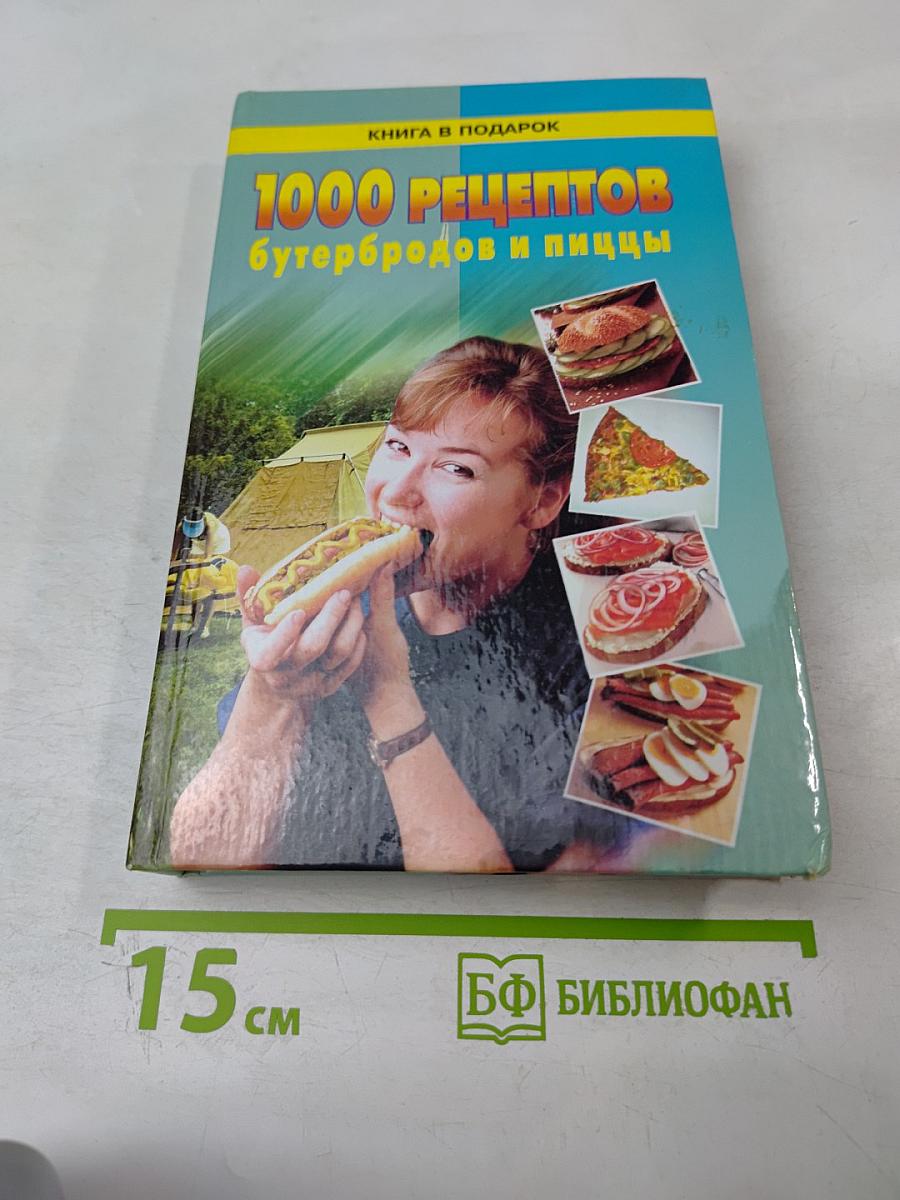 КНИГА В ПОДАРОК
1000 РЕЦЕПТОВ
бутербродов и пиццы
15 см
БФ БИБЛИОФАН